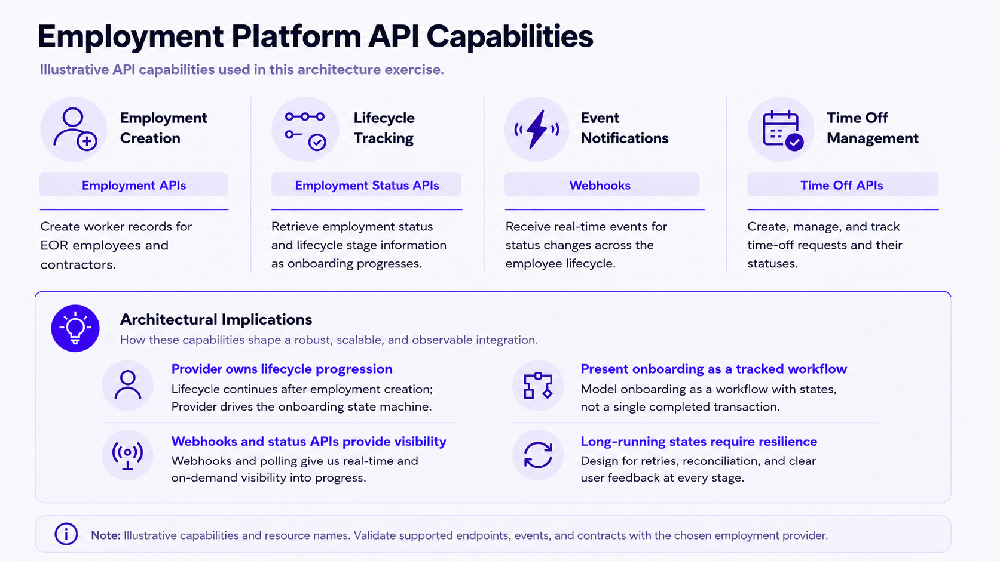 Employment Platform API Capabilities
Illustrative API capabilities used in this architecture exercise.
Employment
Creation
Employment APIs
Create worker records for
EOR employees and
contractors.
Lifecycle
Tracking
Employment Status APIs
Retrieve employment status
and lifecycle stage information
as onboarding progresses.
Event
Notifications
Webhooks
Receive real-time events for
status changes across the
employee lifecycle.
Time Off
Management
Time Off APIs
Create, manage, and track
time-off requests and their
statuses.
Architectural Implications
How these capabilities shape a robust, scalable, and observable integration.
Provider owns lifecycle progression
Lifecycle continues after employment creation;
Provider drives the onboarding state machine.
Present onboarding as a tracked workflow
Model onboarding as a workflow with states,
not a single completed transaction.
Webhooks and status APIs provide visibility
Webhooks and polling give us real-time and
on-demand visibility into progress.
Long-running states require resilience
Design for retries, reconciliation, and clear
user feedback at every stage.
Note: Illustrative capabilities and resource names. Validate supported endpoints, events, and contracts with the chosen employment provider.